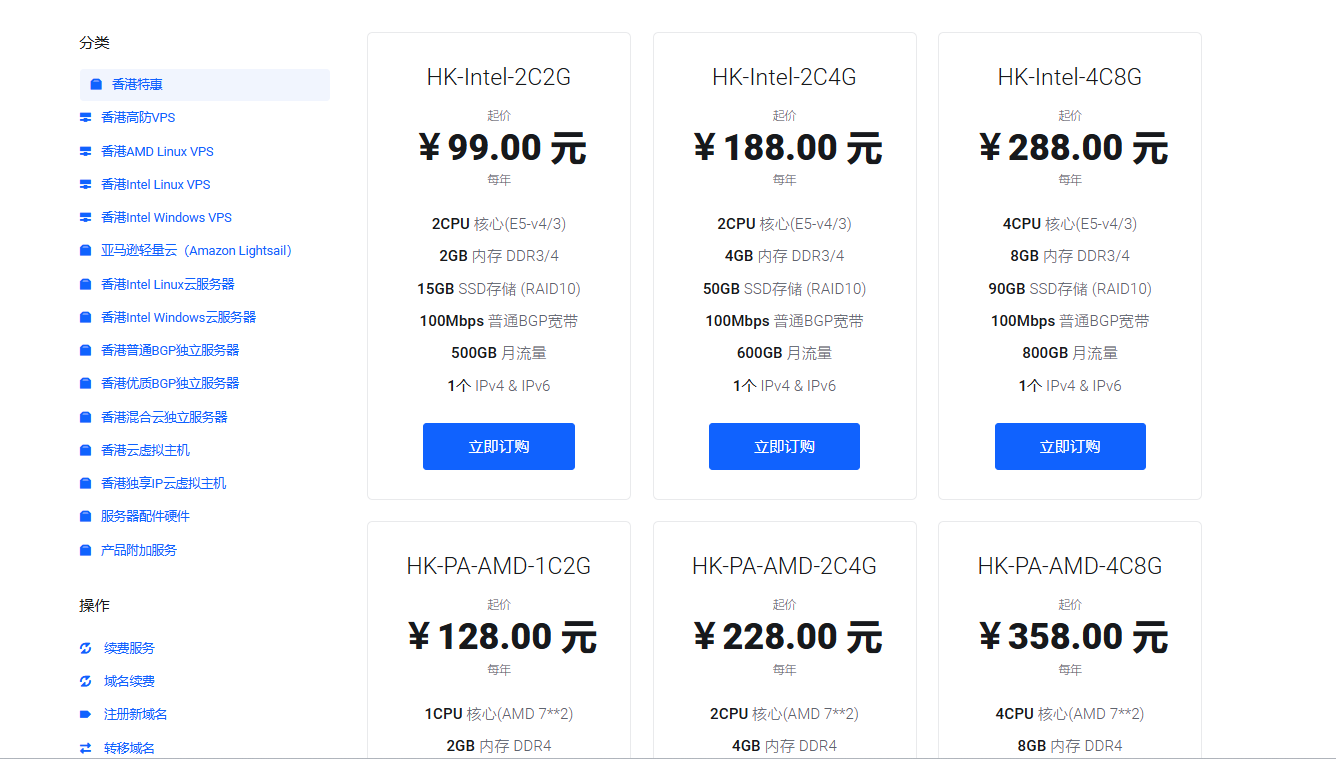 分类
香港特惠
香港高防VPS
香港AMD Linux VPS
香港Intel Linux VPS
香港Intel Windows VPS
亚马逊轻量云（Amazon Lightsail）
香港Intel Linux云服务器
香港Intel Windows云服务器
香港普通BGP独立服务器
香港优质BGP独立服务器
香港混合云独立服务器
香港云虚拟主机
香港独享IP云虚拟主机
服务器配件硬件
产品附加服务
操作
续费服务
域名续费
注册新域名
转移域名
HK-Intel-2C2G
起价
¥ 99.00 元
每年
2CPU 核心(E5-v4/3)
2GB 内存 DDR3/4
15GB SSD存储 (RAID10)
100Mbps 普通BGP宽带
500GB 月流量
1个 IPv4 & IPv6
立即订购
HK-Intel-2C4G
起价
¥ 188.00 元
每年
2CPU 核心(E5-v4/3)
4GB 内存 DDR3/4
50GB SSD存储 (RAID10)
100Mbps 普通BGP宽带
600GB 月流量
1个 IPv4 & IPv6
立即订购
HK-Intel-4C8G
起价
¥ 288.00 元
每年
4CPU 核心(E5-v4/3)
8GB 内存 DDR3/4
90GB SSD存储 (RAID10)
100Mbps 普通BGP宽带
800GB 月流量
1个 IPv4 & IPv6
立即订购
HK-PA-AMD-1C2G
起价
¥ 128.00 元
每年
1CPU 核心(AMD 7**2)
2GB 内存 DDR4
HK-PA-AMD-2C4G
起价
¥ 228.00 元
每年
2CPU 核心(AMD 7**2)
4GB 内存 DDR4
HK-PA-AMD-4C8G
起价
¥ 358.00 元
每年
4CPU 核心(AMD 7**2)
8GB 内存 DDR4